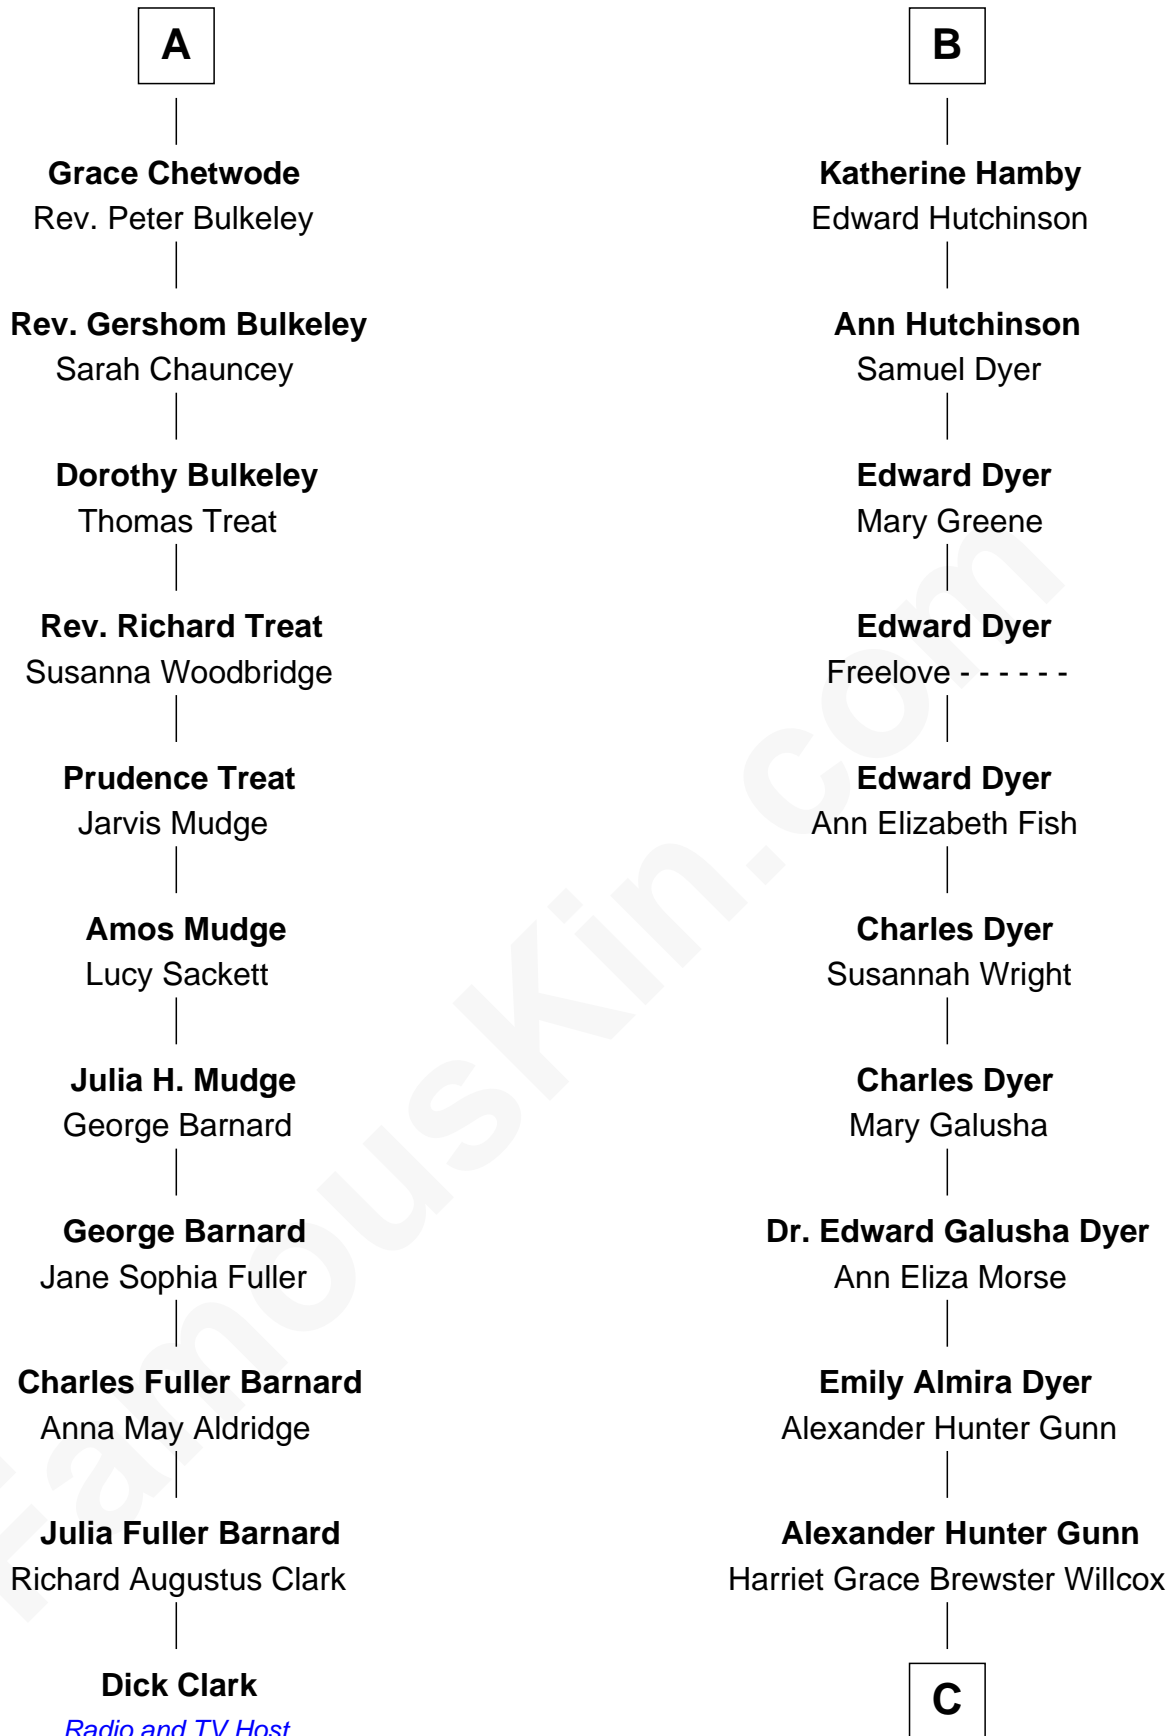 A
Grace Chetwode
Rev. Peter Bulkeley
Rev. Gershom Bulkeley
Sarah Chauncey
Dorothy Bulkeley
Thomas Treat
Rev. Richard Treat
Susanna Woodbridge
Prudence Treat
Jarvis Mudge
Amos Mudge
Lucy Sackett
Julia H. Mudge
George Barnard
George Barnard
Jane Sophia Fuller
Charles Fuller Barnard
Anna May Aldridge
Julia Fuller Barnard
Richard Augustus Clark
Dick Clark
Radio and TV Host
B
Katherine Hamby
Edward Hutchinson
Ann Hutchinson
Samuel Dyer
Edward Dyer
Mary Greene
Edward Dyer
Freelove - - - - - -
Edward Dyer
Ann Elizabeth Fish
Charles Dyer
Susannah Wright
Charles Dyer
Mary Galusha
Dr. Edward Galusha Dyer
Ann Eliza Morse
Emily Almira Dyer
Alexander Hunter Gunn
Alexander Hunter Gunn
Harriet Grace Brewster Willcox
C
FamousKin.com